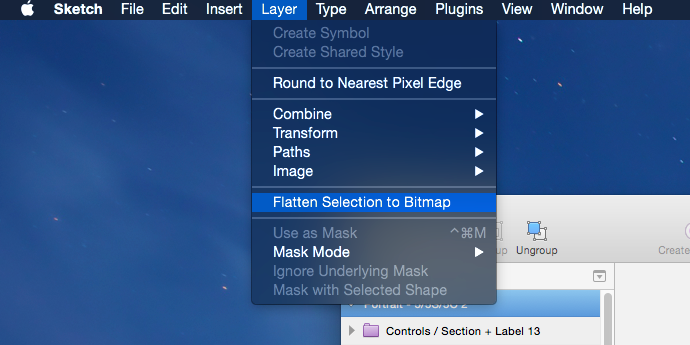 Sketch File Edit Insert Layer Type Arrange Plugins View Window Help
Create Symbol
Create Shared Style
Round to Nearest Pixel Edge
Combine
Transform
Paths
Image
Flatten Selection to Bitmap
Use as Mask ^⌘M
Mask Mode
Ignore Underlying Mask
Mask with Selected Shape
Ungroup
Create
Controls / Section + Label 13